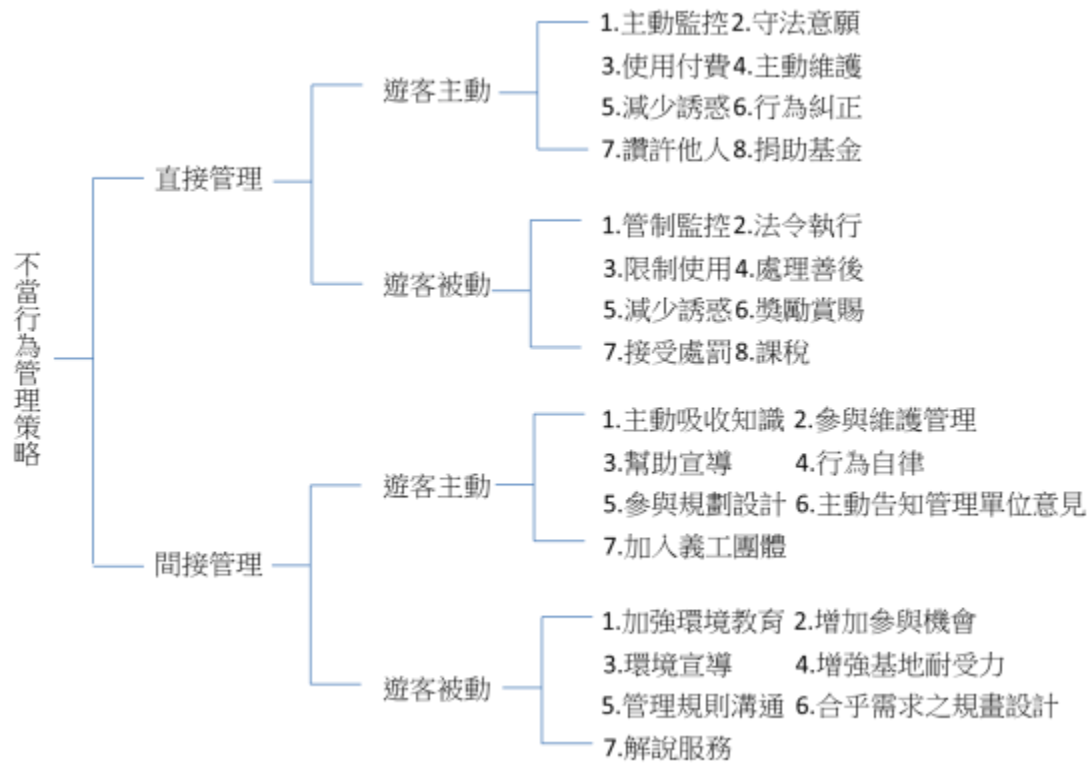 不當行為管理策略
直接管理
遊客主動
1.主動監控2.守法意願
3.使用付費4.主動維護
5.減少誘惑6.行為糾正
7.讚許他人8.捐助基金
遊客被動
1.管制監控2.法令執行
3.限制使用4.處理善後
5.減少誘惑6.獎勵賞賜
7.接受處罰8.課稅
間接管理
遊客主動
1.主動吸收知識 2.參與維護管理
3.幫助宣導 4.行為自律
5.參與規劃設計 6.主動告知管理單位意見
7.加入義工團體
遊客被動
1.加強環境教育 2.增加參與機會
3.環境宣導 4.增強基地耐受力
5.管理規則溝通 6.合乎需求之規畫設計
7.解說服務